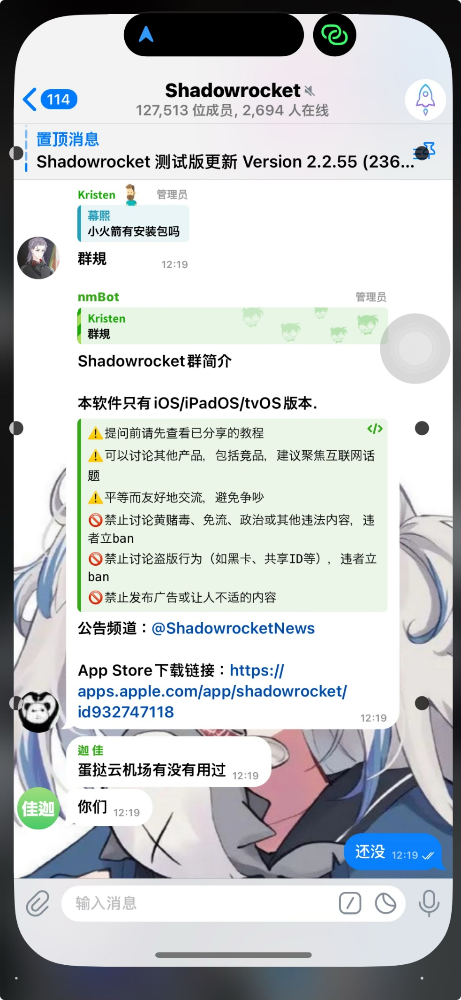 Shadowrocket
114
127,513 位成员, 2,694 人在线
置顶消息
Shadowrocket 测试版更新 Version 2.2.55 (236...
Kristen 管理员
幕熙
小火箭有安装包吗
群規
12:19
nmBot 管理员
Kristen
群規
Shadowrocket群简介
本软件只有iOS/iPadOS/tvOS版本.
⚠️提问前请先查看已分享的教程
⚠️可以讨论其他产品，包括竞品，建议聚焦互联网话
题
⚠️平等而友好地交流，避免争吵
🚫禁止讨论黄赌毒、免流、政治或其他违法内容，违
者立ban
🚫禁止讨论盗版行为（如黑卡、共享ID等），违者立
ban
🚫禁止发布广告或让人不适的内容
公告频道：@ShadowrocketNews
App Store下载链接：https://
apps.apple.com/app/shadowrocket/
id932747118
12:19
迦 佳
蛋挞云机场有没有用过 12:19
佳迦
你们 12:19
还没 12:19
输入消息